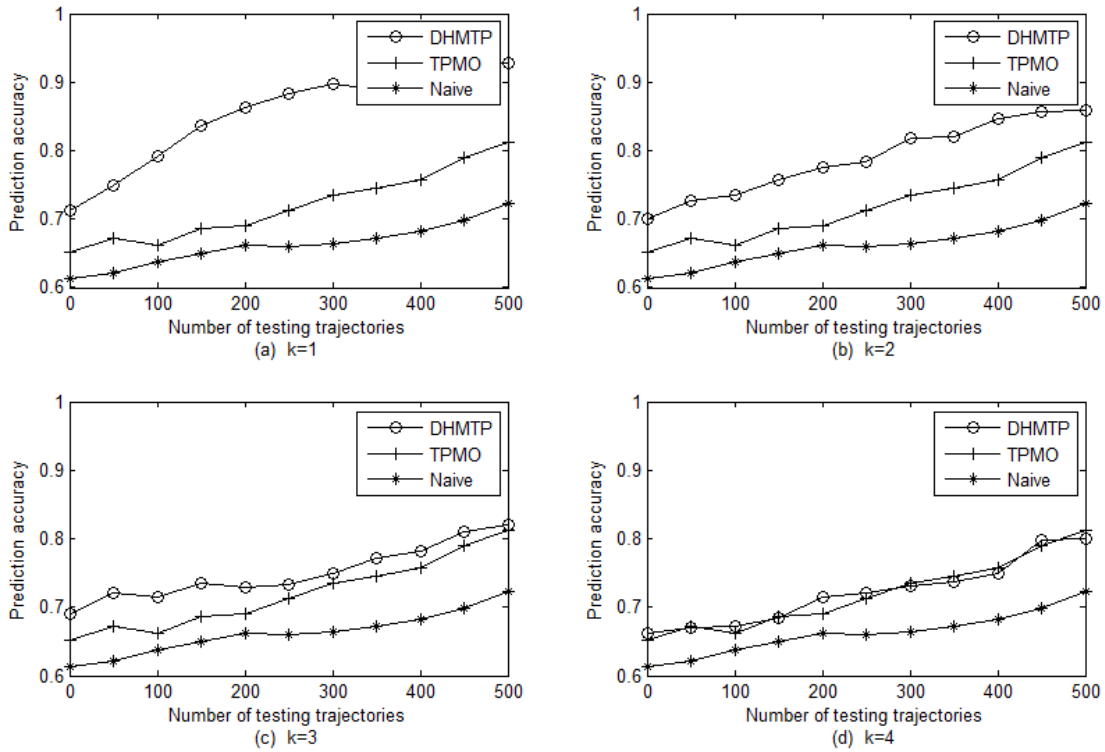 1
0.9
0.8
0.7
0.6
Prediction accuracy
DHMTP
TPMO
Naive
0 100 200 300 400 500
Number of testing trajectories
(a) k=1
1
0.9
0.8
0.7
0.6
Prediction accuracy
DHMTP
TPMO
Naive
0 100 200 300 400 500
Number of testing trajectories
(b) k=2
1
0.9
0.8
0.7
0.6
Prediction accuracy
DHMTP
TPMO
Naive
0 100 200 300 400 500
Number of testing trajectories
(c) k=3
1
0.9
0.8
0.7
0.6
Prediction accuracy
DHMTP
TPMO
Naive
0 100 200 300 400 500
Number of testing trajectories
(d) k=4